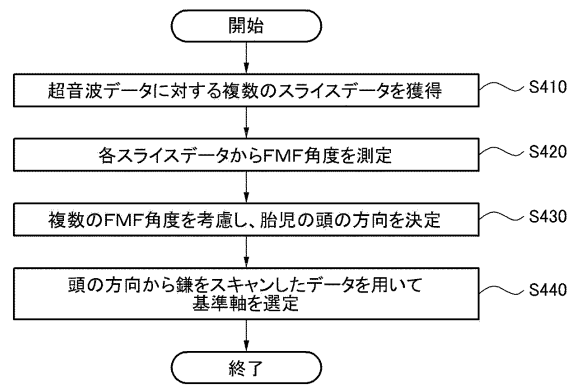 開始
超音波データに対する複数のスライスデータを獲得
S410
各スライスデータからFMF角度を測定
S420
複数のFMF角度を考慮し、胎児の頭の方向を決定
S430
頭の方向から鎌をスキャンしたデータを用いて
基準軸を選定
S440
終了